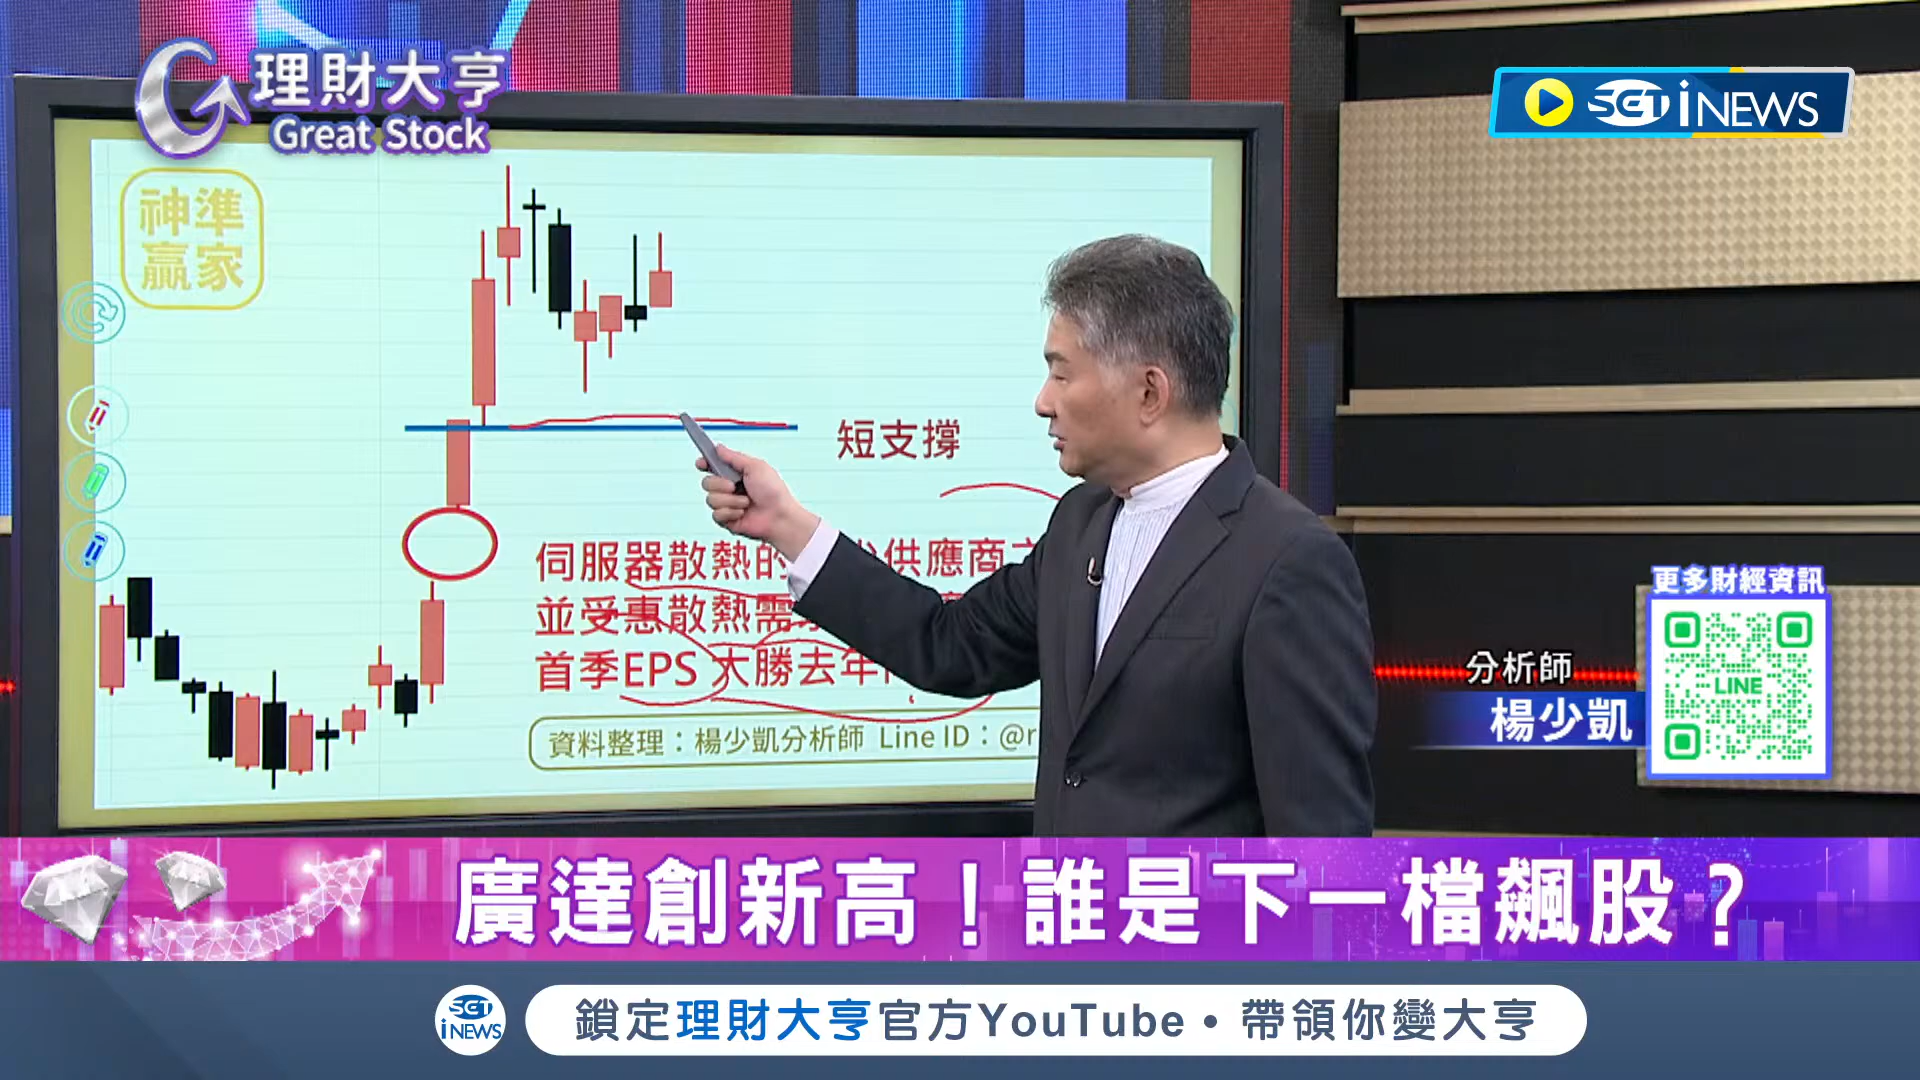 理財大亨
Great Stock
SET iNEWS
神準
贏家
短支撐
伺服器散熱的
供應商
並受惠散熱需
首季EPS 大勝去年
資料整理：楊少凱分析師 Line ID：@r
更多財經資訊
LINE
分析師
楊少凱
廣達創新高！誰是下一檔飆股？
SET
iNEWS
鎖定理財大亨官方YouTube・帶領你變大亨